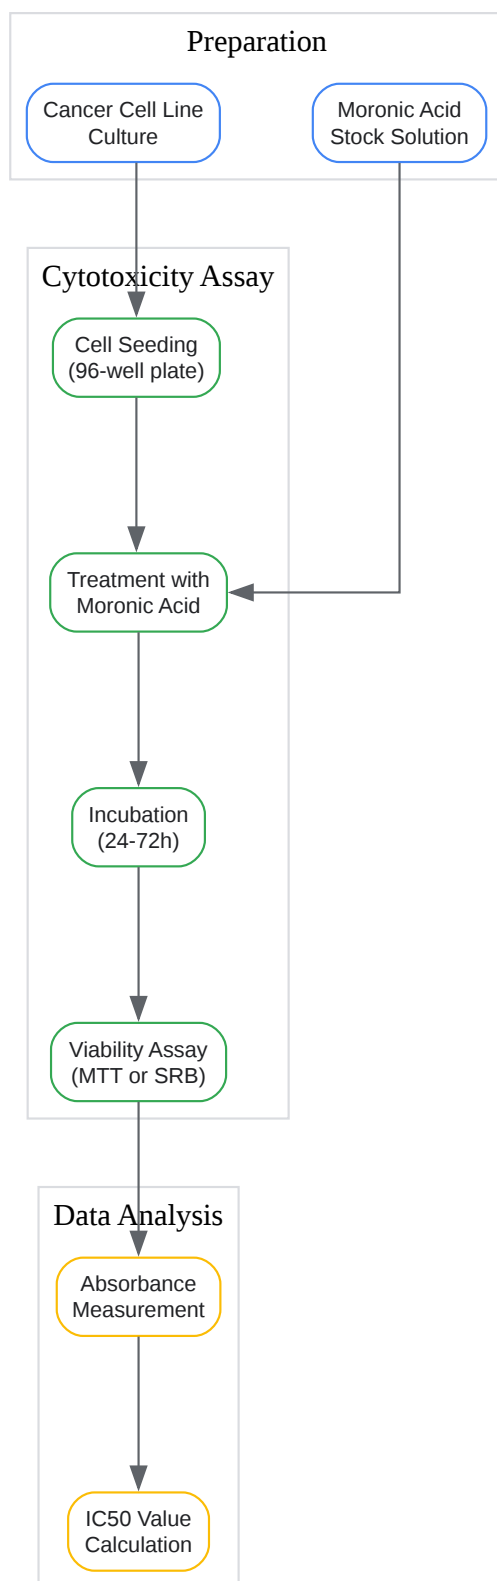 Preparation
Cancer Cell Line
Culture
Moronic Acid
Stock Solution
Cytotoxicity Assay
Cell Seeding
(96-well plate)
Treatment with
Moronic Acid
Incubation
(24-72h)
Viability Assay
(MTT or SRB)
Data Analysis
Absorbance
Measurement
IC50 Value
Calculation